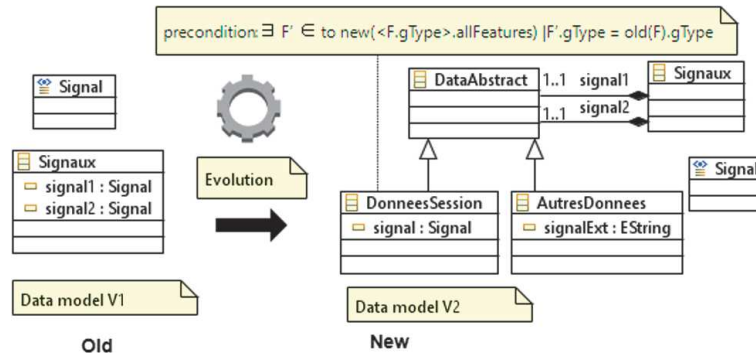 precondition: ∃ F' ∈ to new(<F.gType>.allFeatures) |F'.gType = old(F).gType
Signal
Signaux
signal1 : Signal
signal2 : Signal
Data model V1
Old
Evolution
DataAbstract
1..1 signal1
1..1 signal2
Signaux
DonneesSession
signal : Signal
AutresDonnees
signalExt : EString
Signal
Data model V2
New